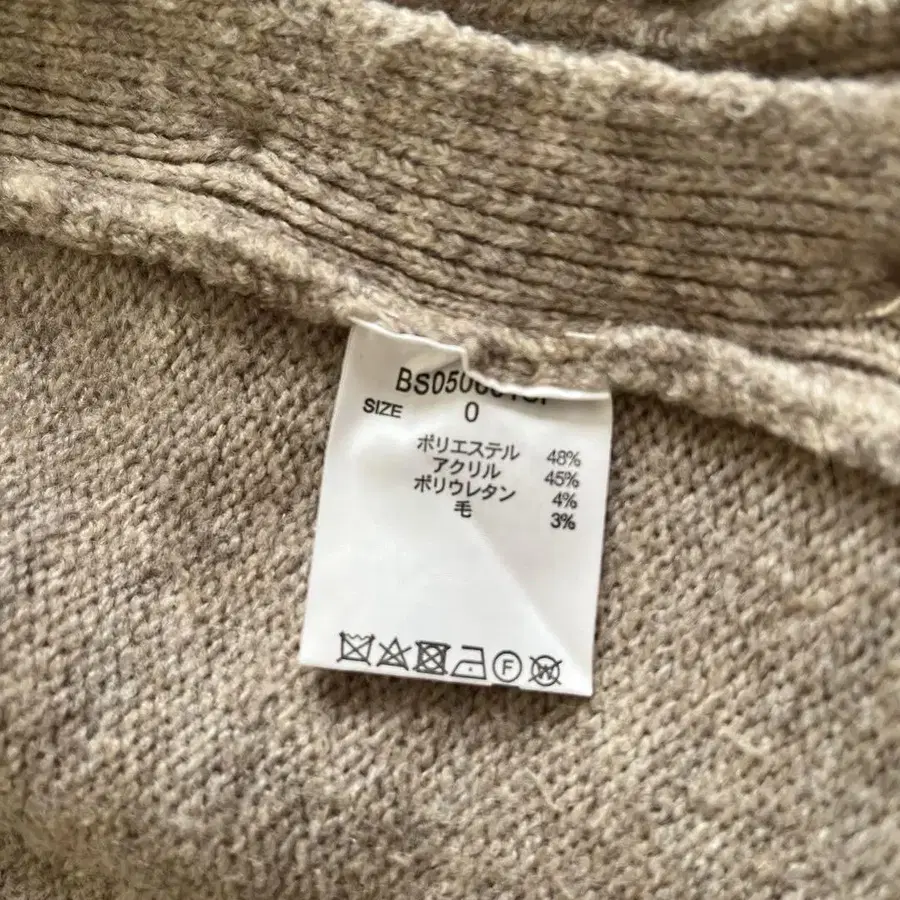 SIZE 0
ポリエステル 48%
アクリル 45%
ポリウレタン 4%
毛 3%
F W